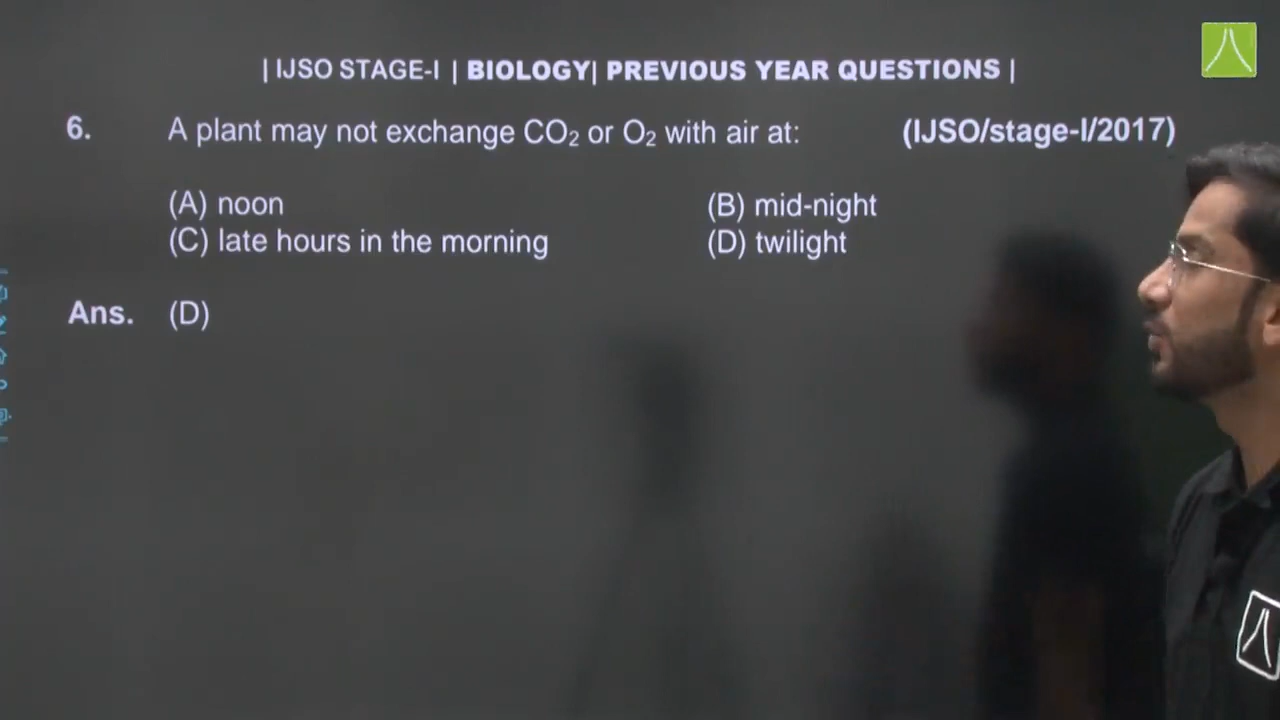 | IJSO STAGE-I | BIOLOGY| PREVIOUS YEAR QUESTIONS |
6. A plant may not exchange CO₂ or O₂ with air at: (IJSO/stage-I/2017)
(A) noon (B) mid-night
(C) late hours in the morning (D) twilight
Ans. (D)